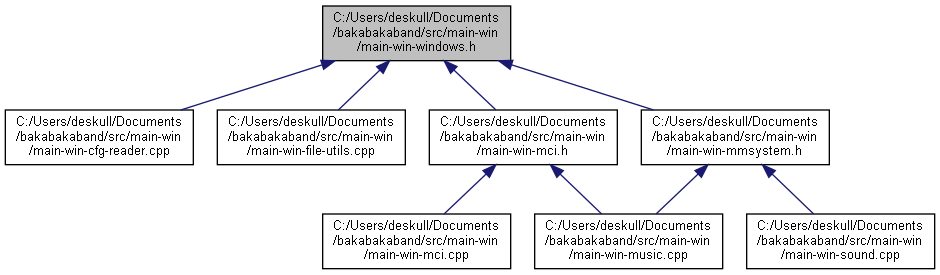 C:/Users/deskull/Documents
/bakabakaband/src/main-win
/main-win-windows.h
C:/Users/deskull/Documents
/bakabakaband/src/main-win
/main-win-cfg-reader.cpp
C:/Users/deskull/Documents
/bakabakaband/src/main-win
/main-win-file-utils.cpp
C:/Users/deskull/Documents
/bakabakaband/src/main-win
/main-win-mci.h
C:/Users/deskull/Documents
/bakabakaband/src/main-win
/main-win-mmsystem.h
C:/Users/deskull/Documents
/bakabakaband/src/main-win
/main-win-mci.cpp
C:/Users/deskull/Documents
/bakabakaband/src/main-win
/main-win-music.cpp
C:/Users/deskull/Documents
/bakabakaband/src/main-win
/main-win-sound.cpp